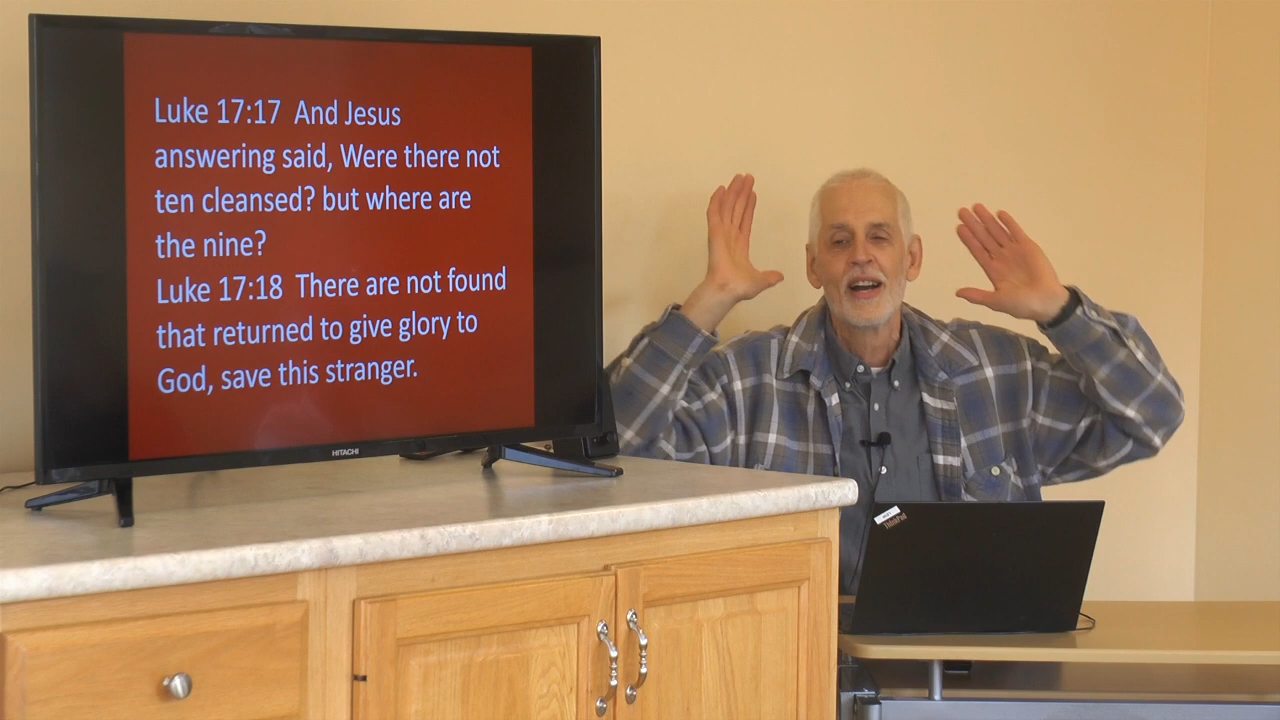 Luke 17:17 And Jesus
answering said, Were there not
ten cleansed? but where are
the nine?
Luke 17:18 There are not found
that returned to give glory to
God, save this stranger.
HITACHI
ThinkPad